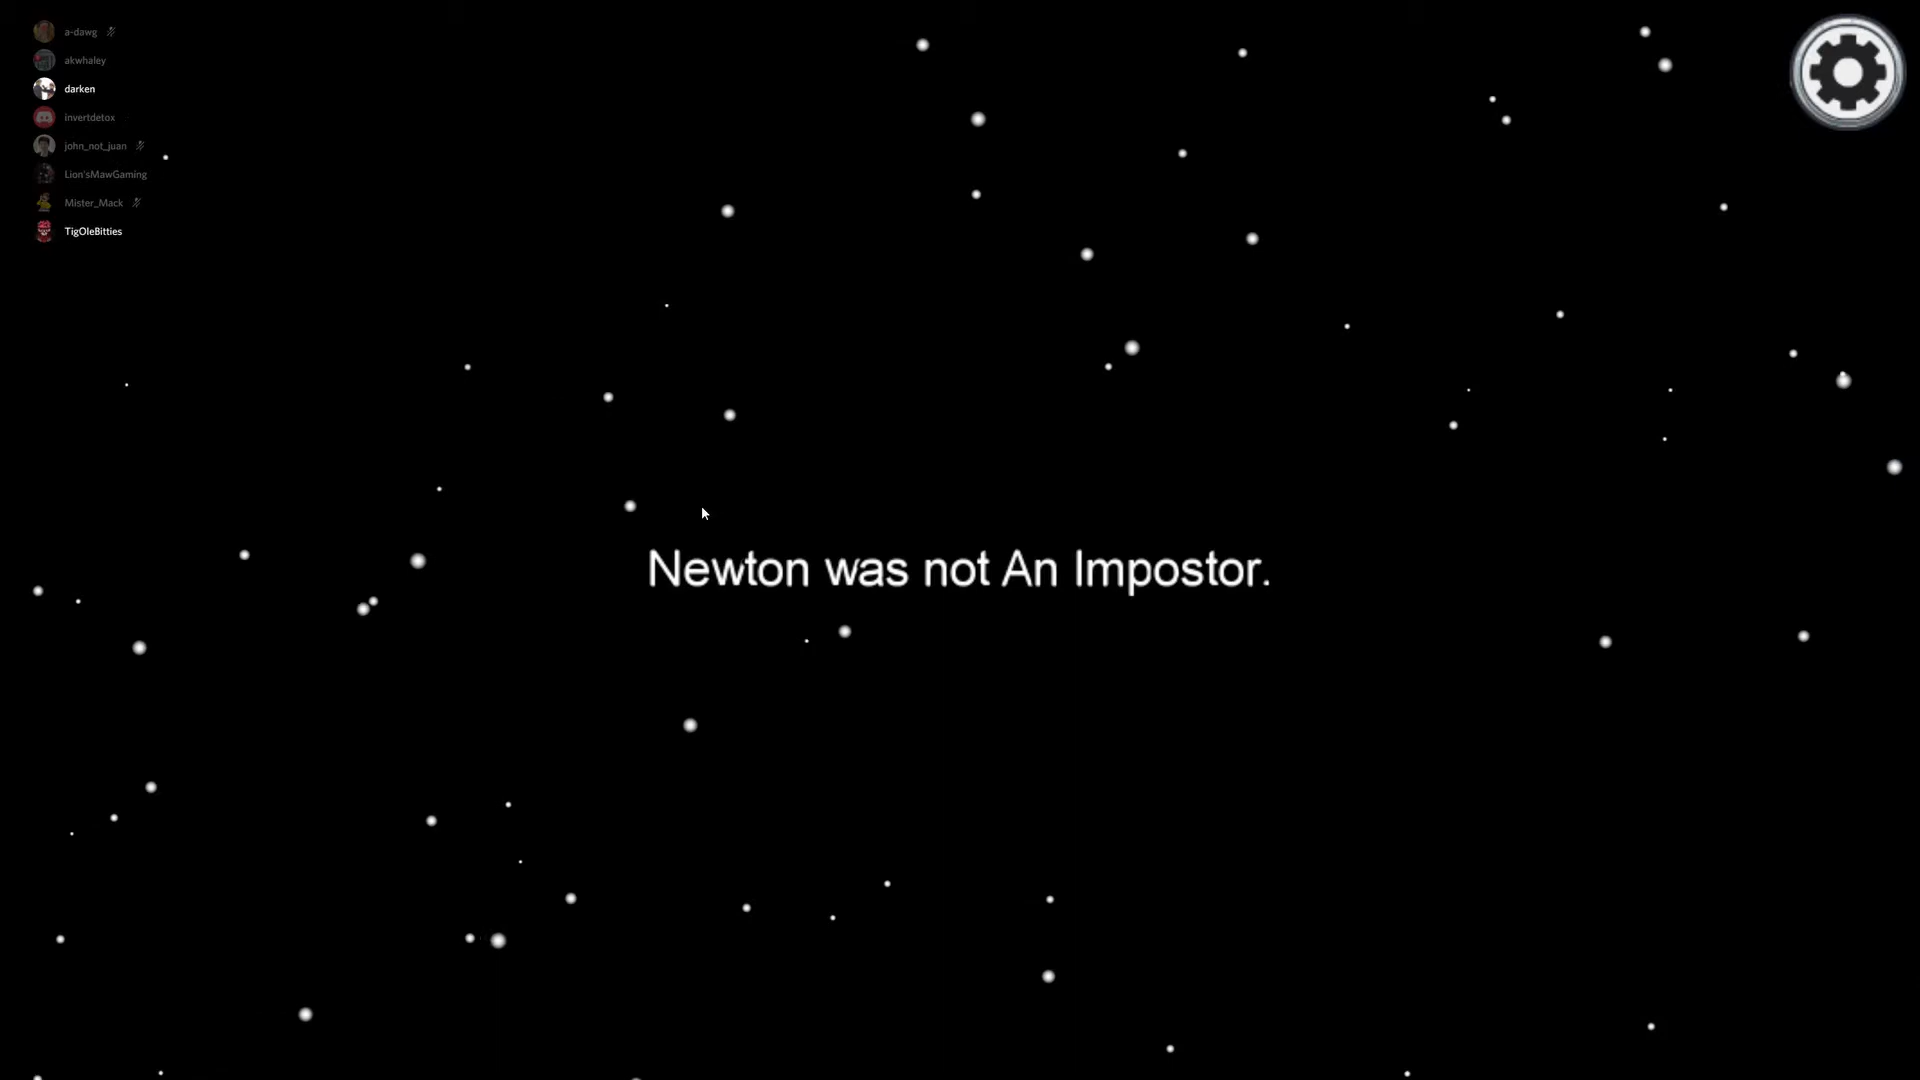 a-dawg
akwhaley
darken
invertdetox
john_not_juan
Lion'sMawGaming
Mister_Mack
TigOleBitties
Newton was not An Impostor.